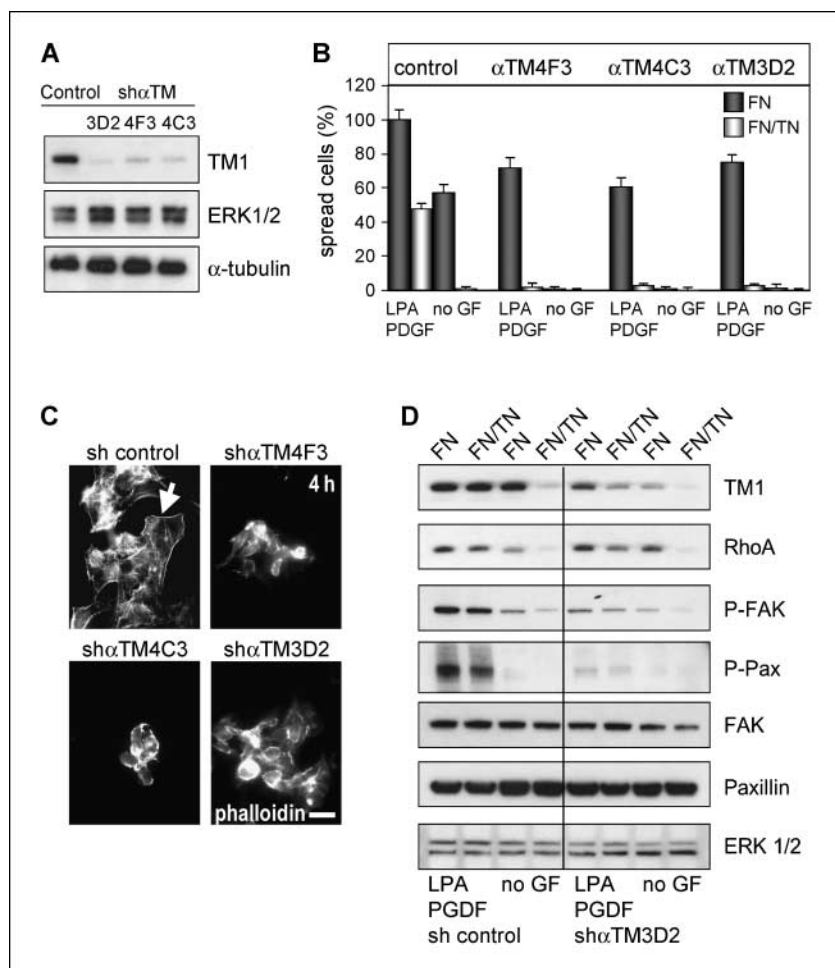 A
Control shαTM
3D2 4F3 4C3
TM1
ERK1/2
α-tubulin
B
control αTM4F3 αTM4C3 αTM3D2
spread cells (%)
120
100
80
60
40
20
0
FN
FN/TN
LPA no GF LPA no GF LPA no GF LPA no GF
PDGF PDGF PDGF PDGF
C
sh control shαTM4F3
4 h
shαTM4C3 shαTM3D2
phalloidin
D
FN FN/TN FN FN/TN FN FN/TN FN FN/TN
TM1
RhoA
P-FAK
P-Pax
FAK
Paxillin
ERK 1/2
LPA no GF LPA no GF
PGDF PGDF
sh control shαTM3D2